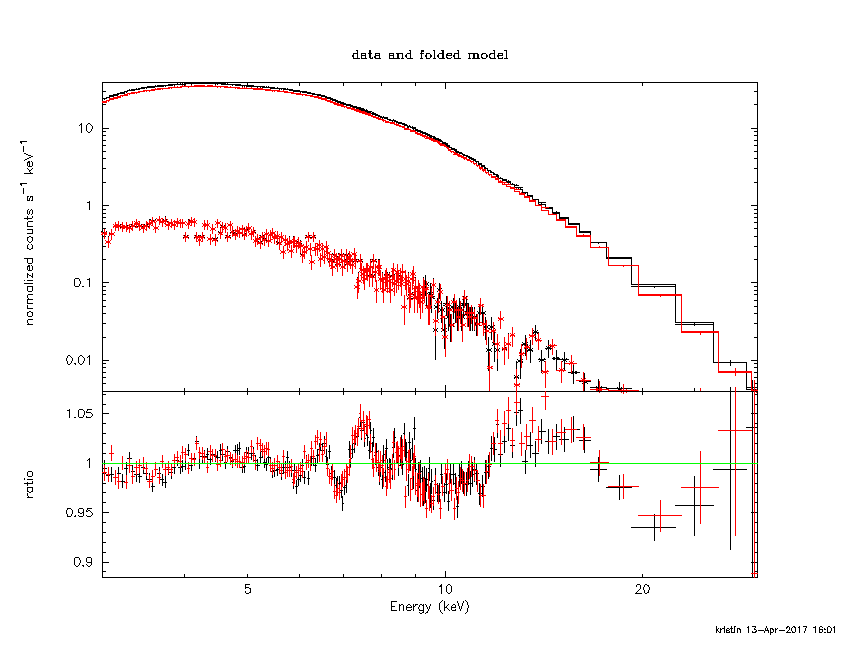 data and folded model
normalized counts s−1 keV−1
10
1
0.1
0.01
ratio
1.05
1
0.95
0.9
5
10
20
Energy (keV)
kristin 13−Apr−2017 16:01